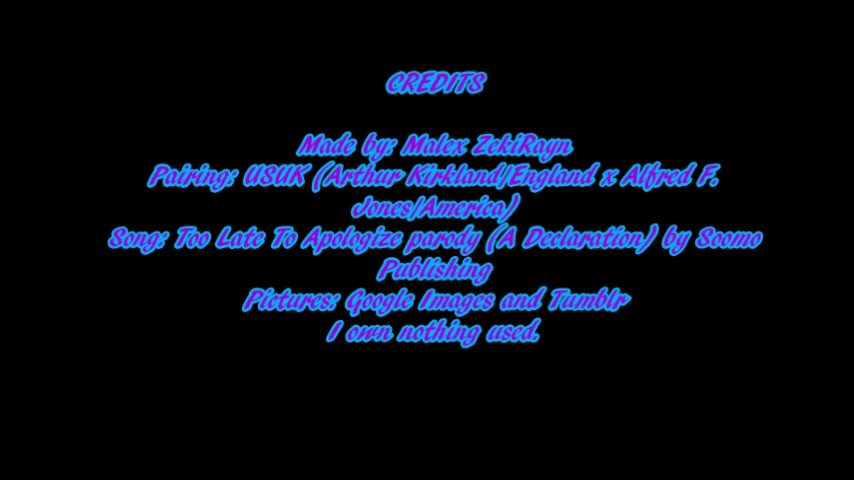 CREDITS
Made by: Malex ZekiRayn
Pairing: USUK (Arthur Kirkland/England x Alfred F.
Jones/America)
Song: Too Late To Apologize parody (A Declaration) by Soomo
Publishing
Pictures: Google Images and Tumblr
I own nothing used.